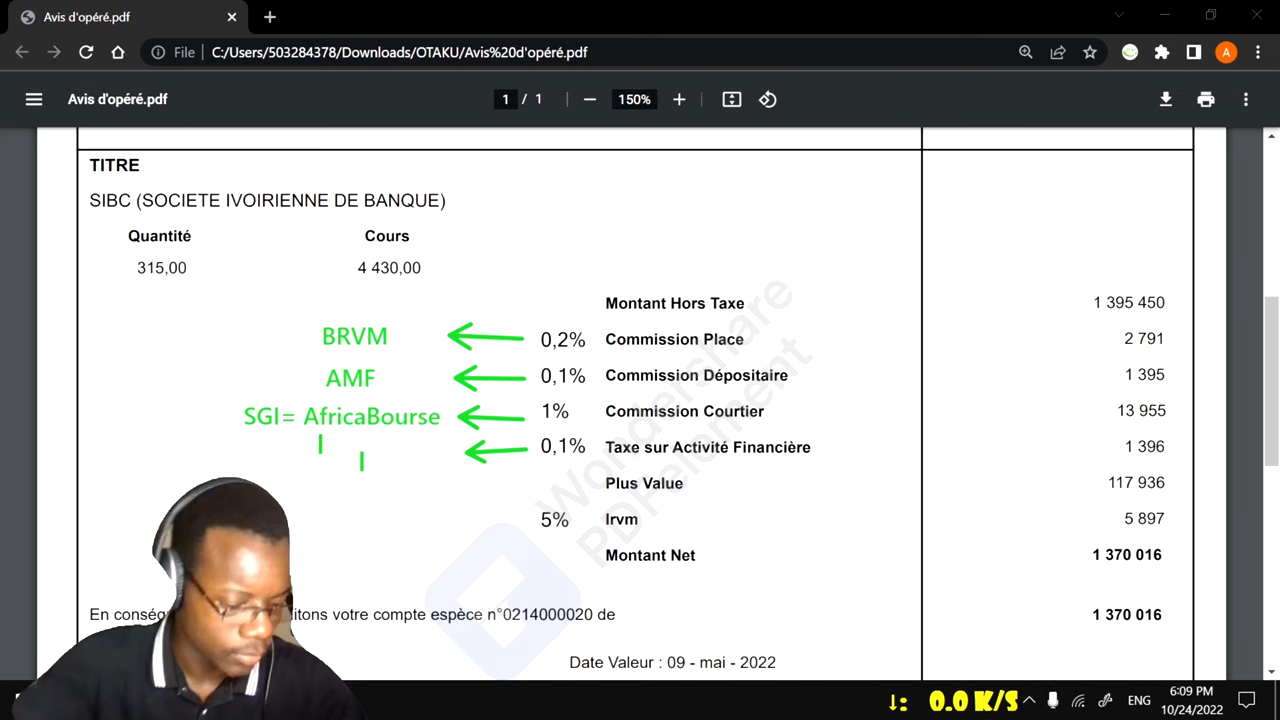 Avis d'opéré.pdf
File C:/Users/503284378/Downloads/OTAKU/Avis%20d'opéré.pdf A
Avis d'opéré.pdf 1 / 1 150%
TITRE
SIBC (SOCIETE IVOIRIENNE DE BANQUE)
Quantité Cours
315,00 4 430,00
Montant Hors Taxe 1 395 450
BRVM 0,2% Commission Place 2 791
AMF 0,1% Commission Dépositaire 1 395
SGI= AfricaBourse 1% Commission Courtier 13 955
0,1% Taxe sur Activité Financière 1 396
Plus Value 117 936
5% Irvm 5 897
Montant Net 1 370 016
En conséq itons votre compte espèce n°0214000020 de 1 370 016
Date Valeur : 09 - mai - 2022
Wondershare
PDFelement
0.0 K/S ENG 6:09 PM
10/24/2022